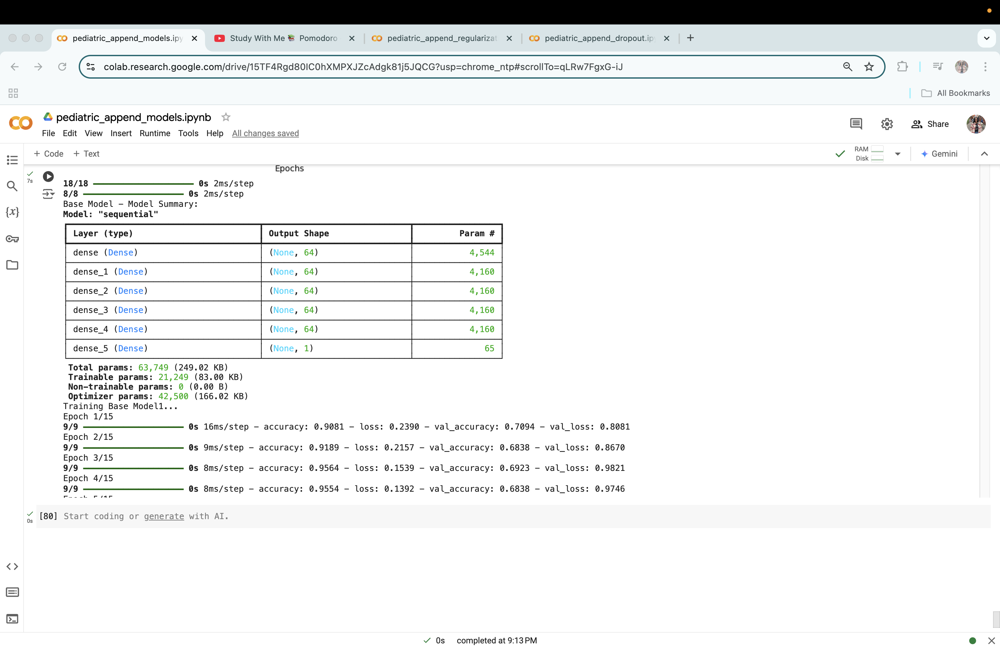 pediatric_append_models.ipy
Study With Me 📚 Pomodoro
pediatric_append_regularizat
pediatric_append_dropout.ip
colab.research.google.com/drive/15TF4Rgd80IC0hXMPXJZcAdgk81j5JQCG?usp=chrome_ntp#scrollTo=qLRw7FgxG-iJ
All Bookmarks
pediatric_append_models.ipynb
File Edit View Insert Runtime Tools Help All changes saved
Share
+ Code + Text
RAM
Disk
Gemini
Epochs
7s
18/18 0s 2ms/step
8/8 0s 2ms/step
Base Model – Model Summary:
Model: "sequential"
Layer (type) Output Shape Param #
dense (Dense) (None, 64) 4,544
dense_1 (Dense) (None, 64) 4,160
dense_2 (Dense) (None, 64) 4,160
dense_3 (Dense) (None, 64) 4,160
dense_4 (Dense) (None, 64) 4,160
dense_5 (Dense) (None, 1) 65
Total params: 63,749 (249.02 KB)
Trainable params: 21,249 (83.00 KB)
Non-trainable params: 0 (0.00 B)
Optimizer params: 42,500 (166.02 KB)
Training Base Model1...
Epoch 1/15
9/9 0s 16ms/step – accuracy: 0.9081 – loss: 0.2390 – val_accuracy: 0.7094 – val_loss: 0.8081
Epoch 2/15
9/9 0s 9ms/step – accuracy: 0.9189 – loss: 0.2157 – val_accuracy: 0.6838 – val_loss: 0.8670
Epoch 3/15
9/9 0s 8ms/step – accuracy: 0.9564 – loss: 0.1539 – val_accuracy: 0.6923 – val_loss: 0.9821
Epoch 4/15
9/9 0s 8ms/step – accuracy: 0.9554 – loss: 0.1392 – val_accuracy: 0.6838 – val_loss: 0.9746
Epoch 5/15
0s
[80] Start coding or generate with AI.
0s completed at 9:13 PM